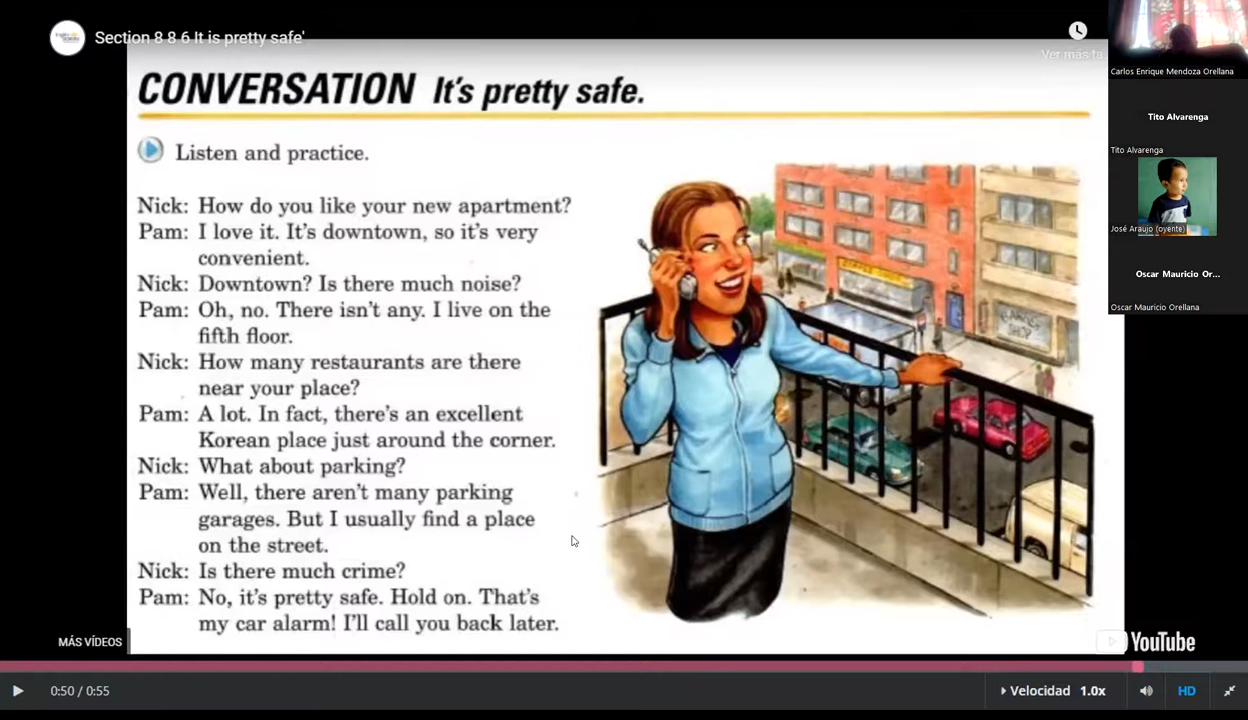 Section 8 8 6 It is pretty safe'
Ver más ta
Carlos Enrique Mendoza Orellana
Tito Alvarenga
Tito Alvarenga
José Araujo (oyente)
Oscar Mauricio Or...
Oscar Mauricio Orellana
CONVERSATION It's pretty safe.
Listen and practice.
Nick: How do you like your new apartment?
Pam: I love it. It's downtown, so it's very
convenient.
Nick: Downtown? Is there much noise?
Pam: Oh, no. There isn't any. I live on the
fifth floor.
Nick: How many restaurants are there
near your place?
Pam: A lot. In fact, there's an excellent
Korean place just around the corner.
Nick: What about parking?
Pam: Well, there aren't many parking
garages. But I usually find a place
on the street.
Nick: Is there much crime?
Pam: No, it's pretty safe. Hold on. That's
my car alarm! I'll call you back later.
SHOP
MÁS VÍDEOS
YouTube
0:50 / 0:55
Velocidad 1.0x
HD